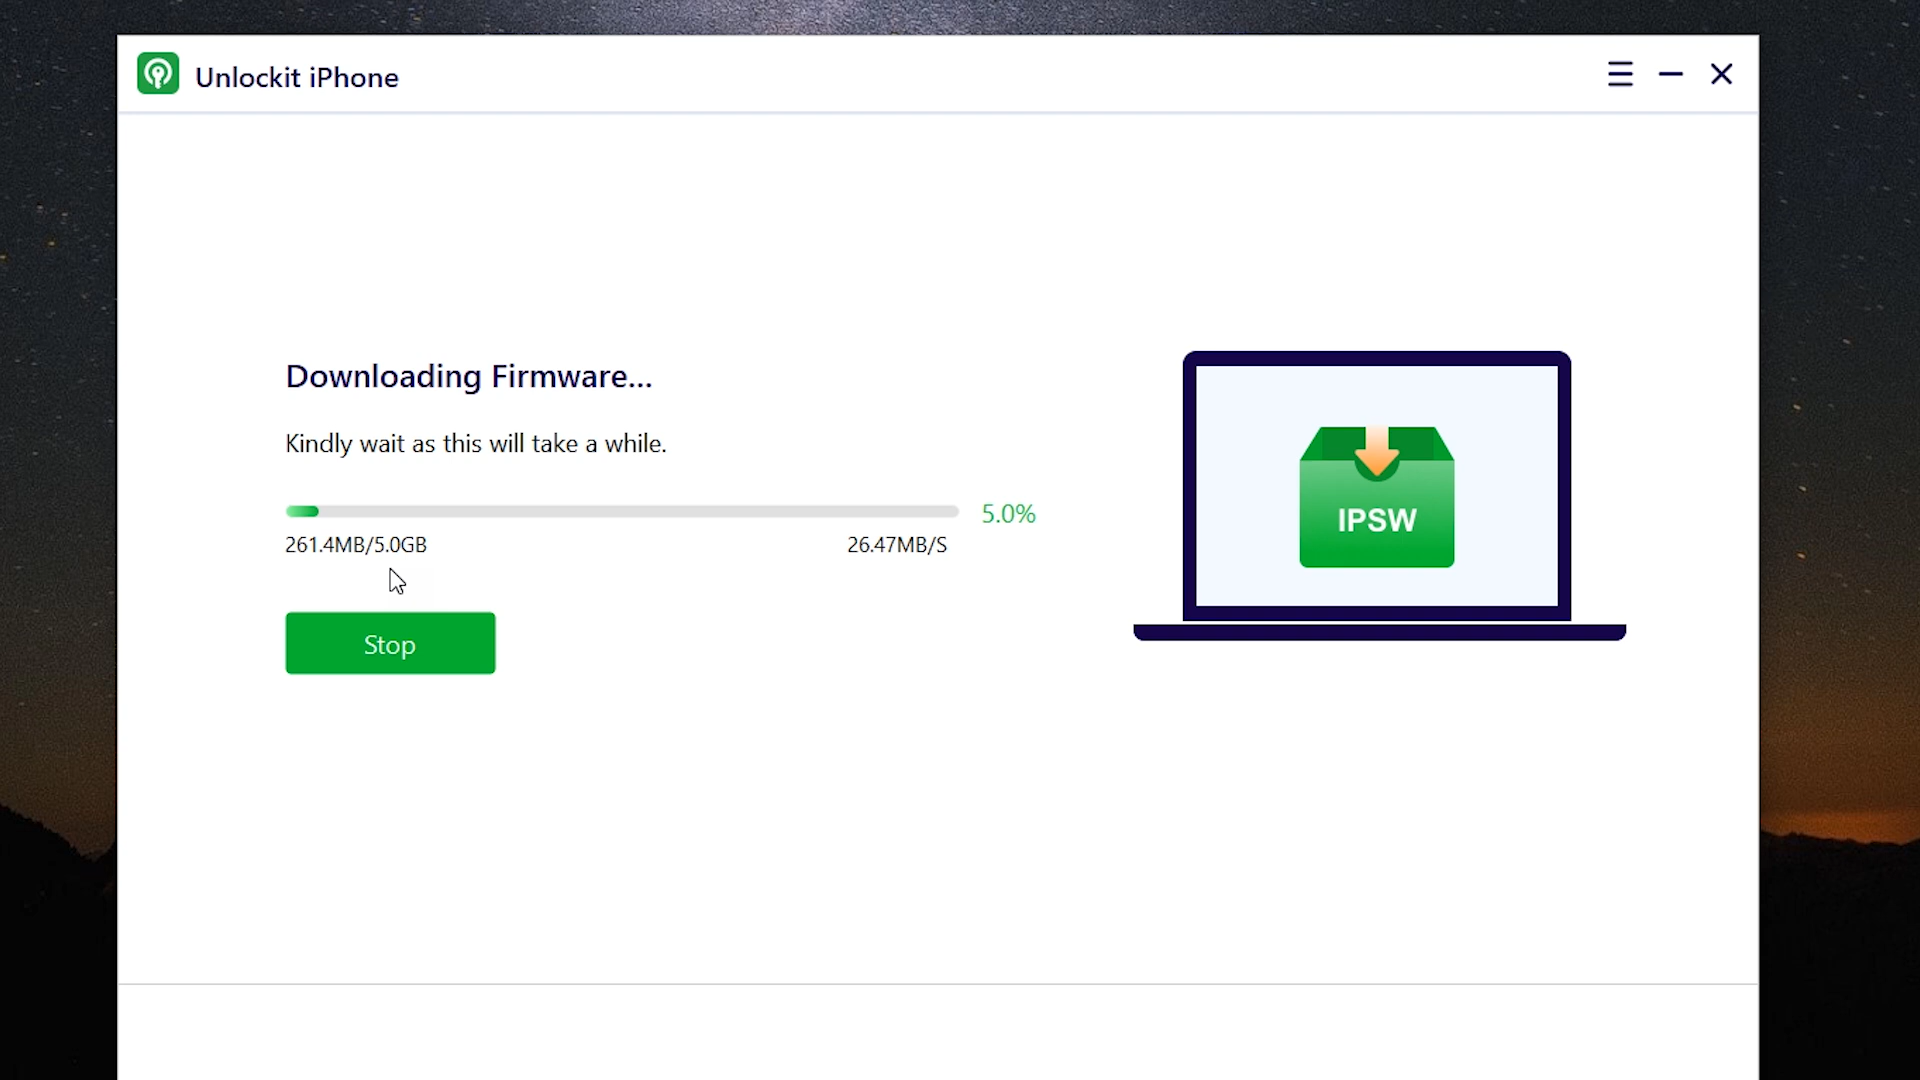 Unlockit iPhone
Downloading Firmware...
Kindly wait as this will take a while.
5.0%
261.4MB/5.0GB 26.47MB/S
Stop
IPSW